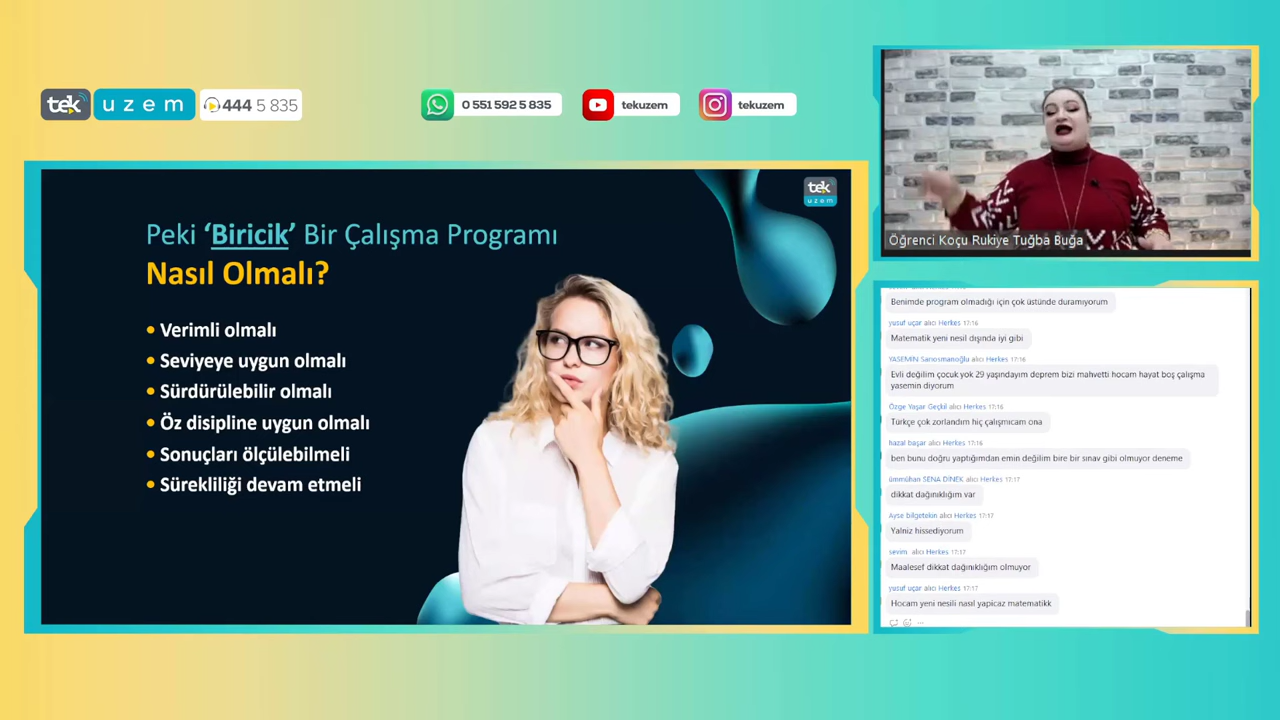 tek uzem 444 5 835
0 551 592 5 835
tekuzem
tekuzem
tek
uzem
Peki ‘Biricik’ Bir Çalışma Programı
Nasıl Olmalı?
• Verimli olmalı
• Seviyeye uygun olmalı
• Sürdürülebilir olmalı
• Öz disipline uygun olmalı
• Sonuçları ölçülebilmeli
• Sürekliliği devam etmeli
Öğrenci Koçu Rukiye Tuğba Buğa
Benimde program olmadığı için çok üstünde duramıyorum
yusuf uçar alıcı Herkes 17:16
Matematik yeni nesil dışında iyi gibi
YASEMİN Sarıosmanoğlu alıcı Herkes 17:16
Evli değilim çocuk yok 29 yaşındayım deprem bizi mahvetti hocam hayat boş çalışma
yasemin diyorum
Özge Yaşar Geçkil alıcı Herkes 17:16
Türkçe çok zorlandım hiç çalışmıcam ona
hazal başar alıcı Herkes 17:16
ben bunu doğru yaptığımdan emin değilim bire bir sınav gibi olmuyor deneme
ümmühan SENA DİNEK alıcı Herkes 17:17
dikkat dağınıklığım var
Ayse bilgetekin alıcı Herkes 17:17
Yalniz hissediyorum
sevim alıcı Herkes 17:17
Maalesef dikkat dağınıklığım olmuyor
yusuf uçar alıcı Herkes 17:17
Hocam yeni nesili nasıl yapicaz matematikk